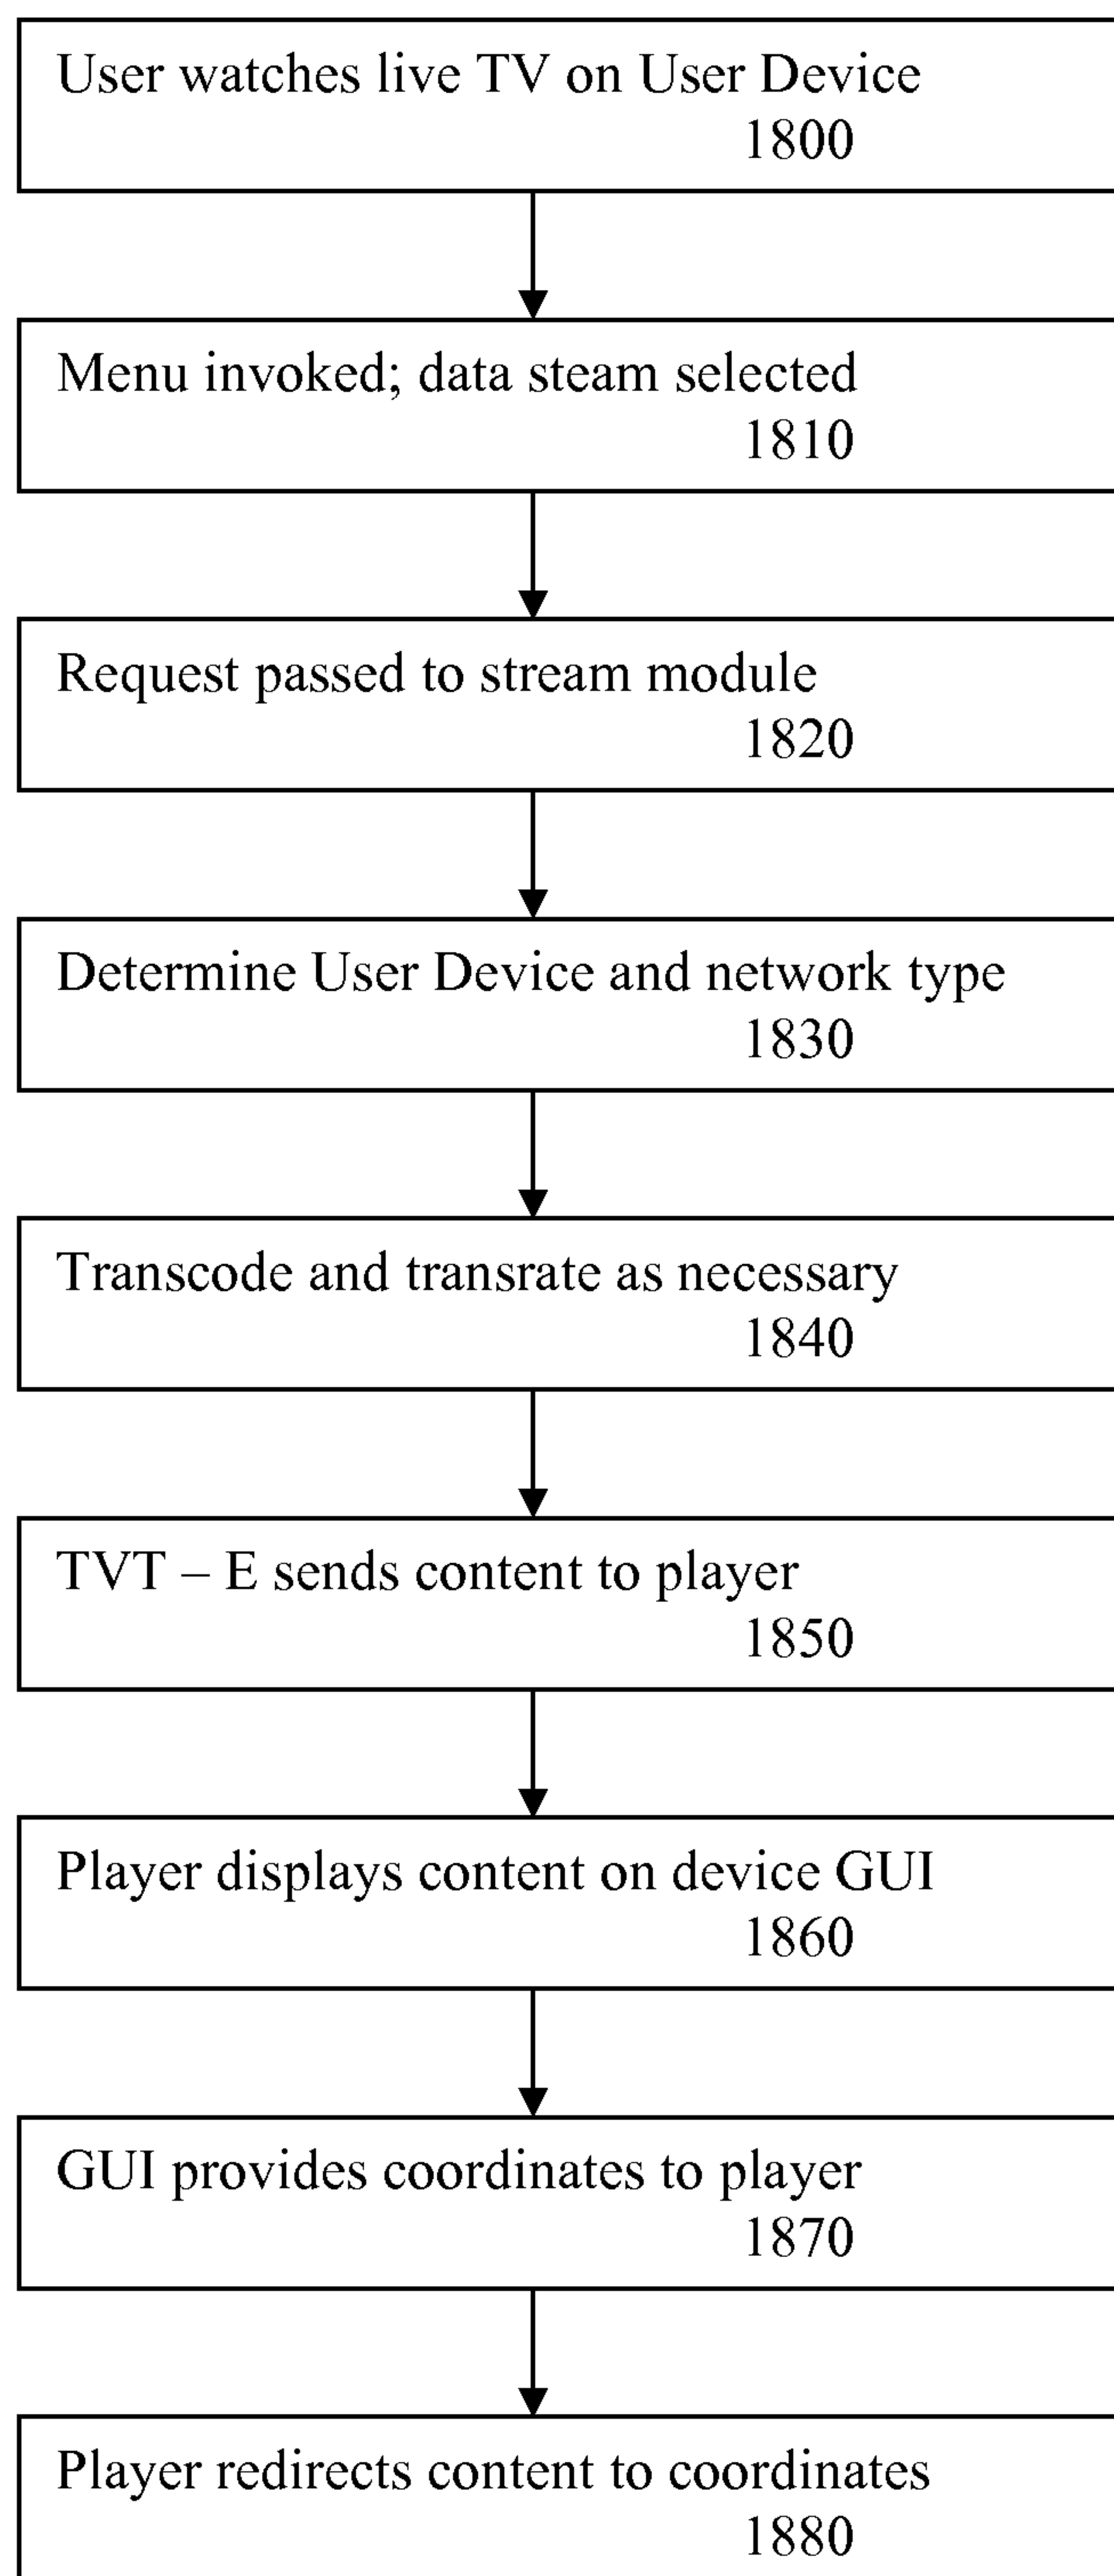 User watches live TV on User Device
1800
Menu invoked; data steam selected
1810
Request passed to stream module
1820
Determine User Device and network type
1830
Transcode and transrate as necessary
1840
TVT – E sends content to player
1850
Player displays content on device GUI
1860
GUI provides coordinates to player
1870
Player redirects content to coordinates
1880